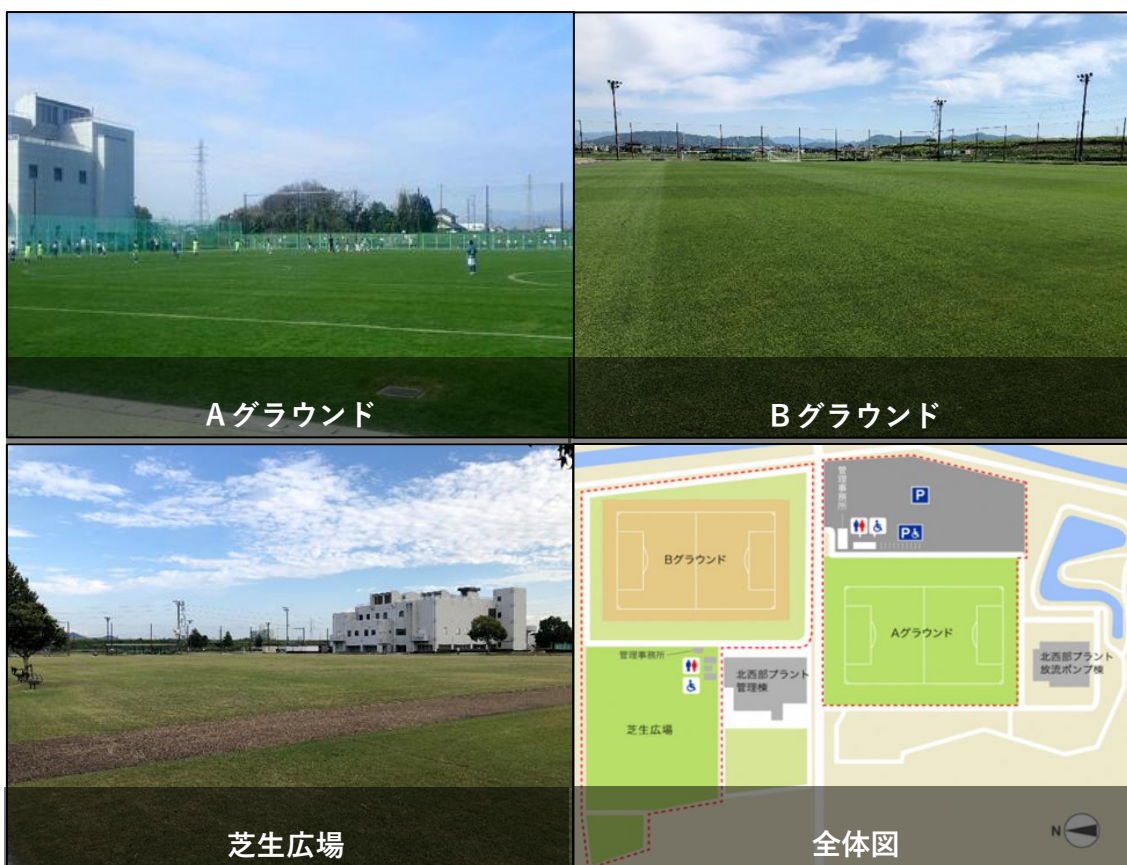 Aグラウンド
Bグラウンド
芝生広場
管理事務所
P
P
Bグラウンド
Aグラウンド
管理事務所
北西部プラント
管理棟
北西部プラント
放流ポンプ棟
芝生広場
N
全体図